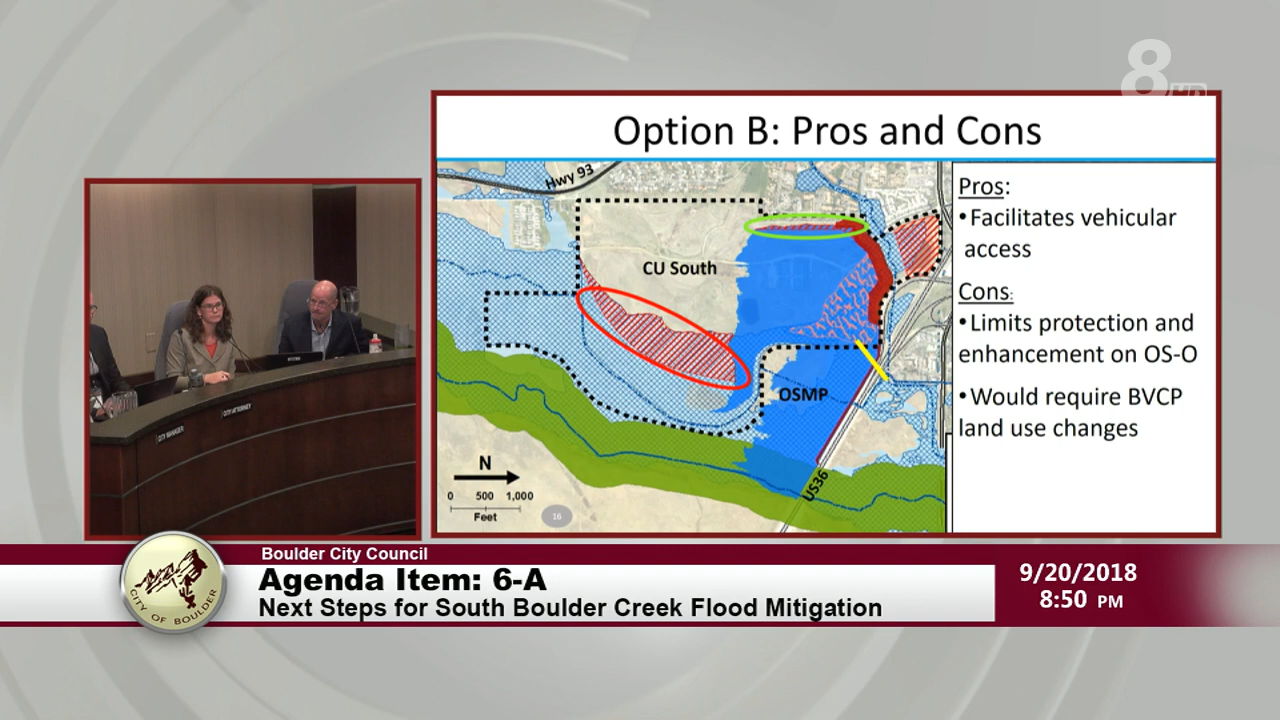 8
HD
Option B: Pros and Cons
Hwy 93
CU South
OSMP
US36
N
0 500 1,000
Feet
16
Pros:
•Facilitates vehicular
access
Cons:
•Limits protection and
enhancement on OS-O
•Would require BVCP
land use changes
CITY MANAGER
CITY ATTORNEY
Boulder City Council
Agenda Item: 6-A
Next Steps for South Boulder Creek Flood Mitigation
CITY OF BOULDER
9/20/2018
8:50 PM